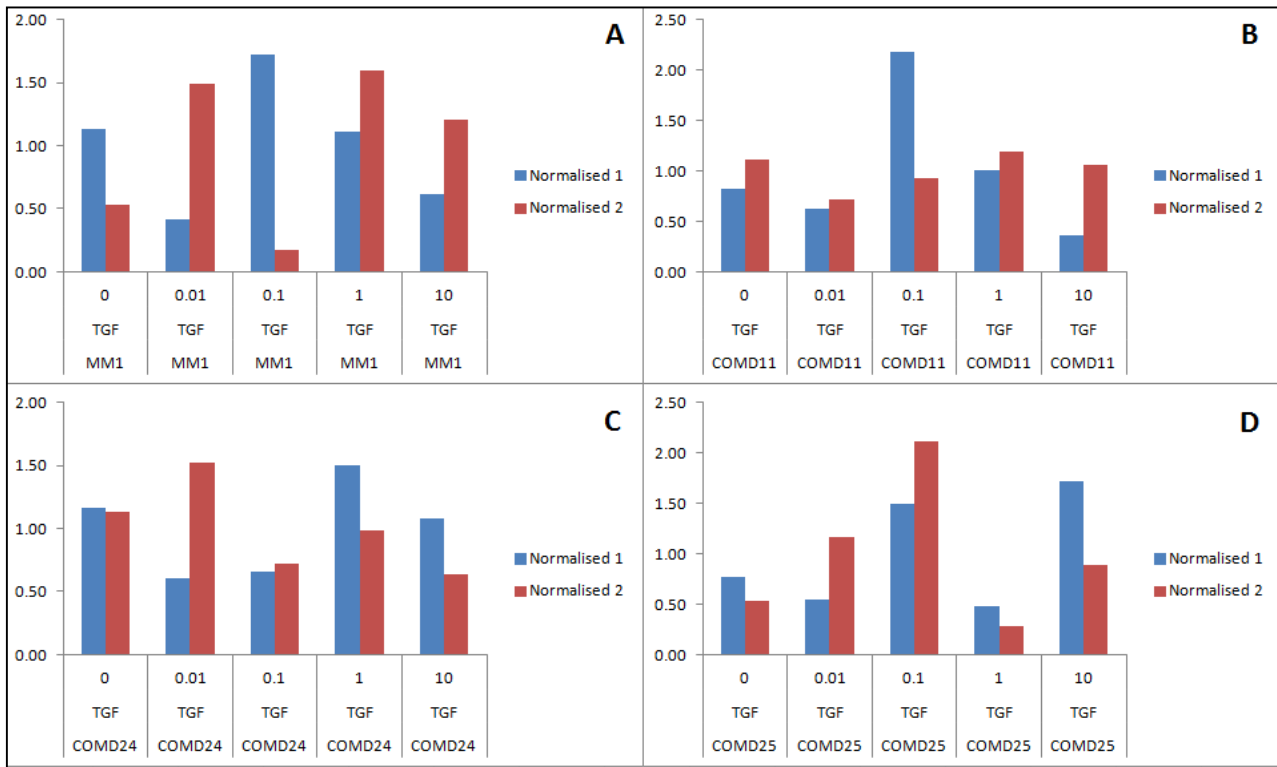 A
2.00
1.50
1.00
0.50
0.00
0 0.01 0.1 1 10
TGF TGF TGF TGF TGF
MM1 MM1 MM1 MM1 MM1
Normalised 1
Normalised 2
B
2.50
2.00
1.50
1.00
0.50
0.00
0 0.01 0.1 1 10
TGF TGF TGF TGF TGF
COMD11 COMD11 COMD11 COMD11 COMD11
Normalised 1
Normalised 2
C
2.00
1.50
1.00
0.50
0.00
0 0.01 0.1 1 10
TGF TGF TGF TGF TGF
COMD24 COMD24 COMD24 COMD24 COMD24
Normalised 1
Normalised 2
D
2.50
2.00
1.50
1.00
0.50
0.00
0 0.01 0.1 1 10
TGF TGF TGF TGF TGF
COMD25 COMD25 COMD25 COMD25 COMD25
Normalised 1
Normalised 2